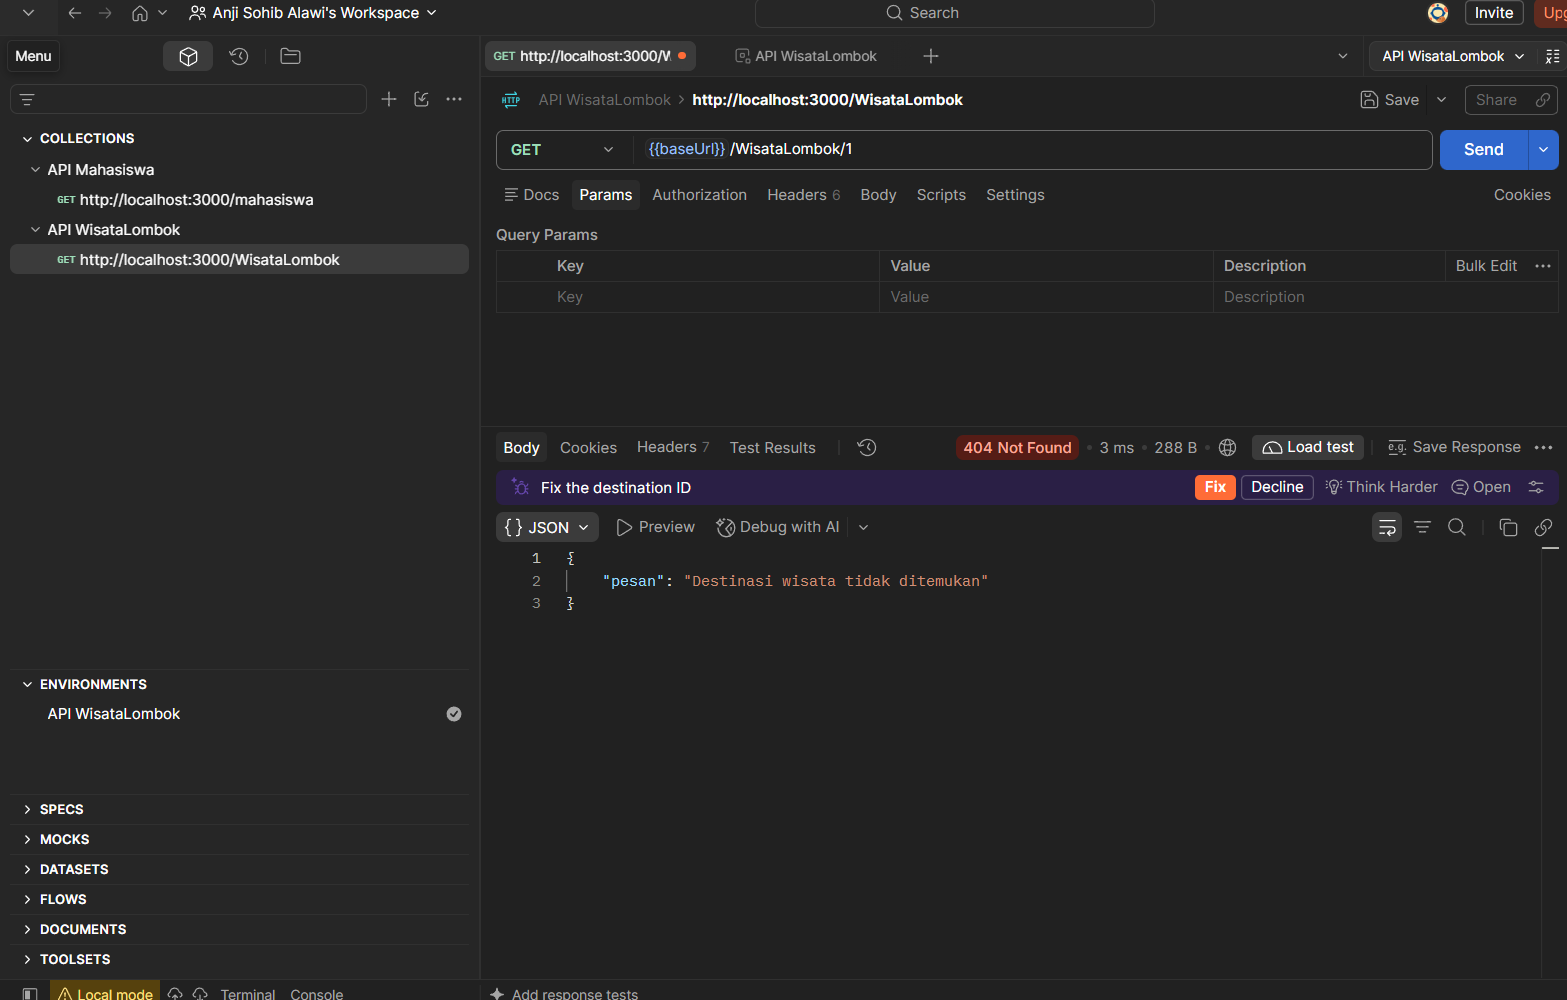 Anji Sohib Alawi's Workspace
Search
Invite
Menu
GET http://localhost:3000/W
API WisataLombok
API WisataLombok
API WisataLombok > http://localhost:3000/WisataLombok
Save
Share
COLLECTIONS
API Mahasiswa
GET http://localhost:3000/mahasiswa
API WisataLombok
GET http://localhost:3000/WisataLombok
GET
{{baseUrl}} /WisataLombok/1
Send
Docs Params Authorization Headers 6 Body Scripts Settings
Cookies
Query Params
Key Value Description Bulk Edit
Key Value Description
Body Cookies Headers 7 Test Results
404 Not Found • 3 ms • 288 B
Load test
e.g. Save Response
Fix the destination ID
Fix Decline Think Harder Open
{} JSON Preview Debug with AI
1 {
2 "pesan": "Destinasi wisata tidak ditemukan"
3 }
ENVIRONMENTS
API WisataLombok
SPECS
MOCKS
DATASETS
FLOWS
DOCUMENTS
TOOLSETS
Local mode Terminal Console
Add response tests